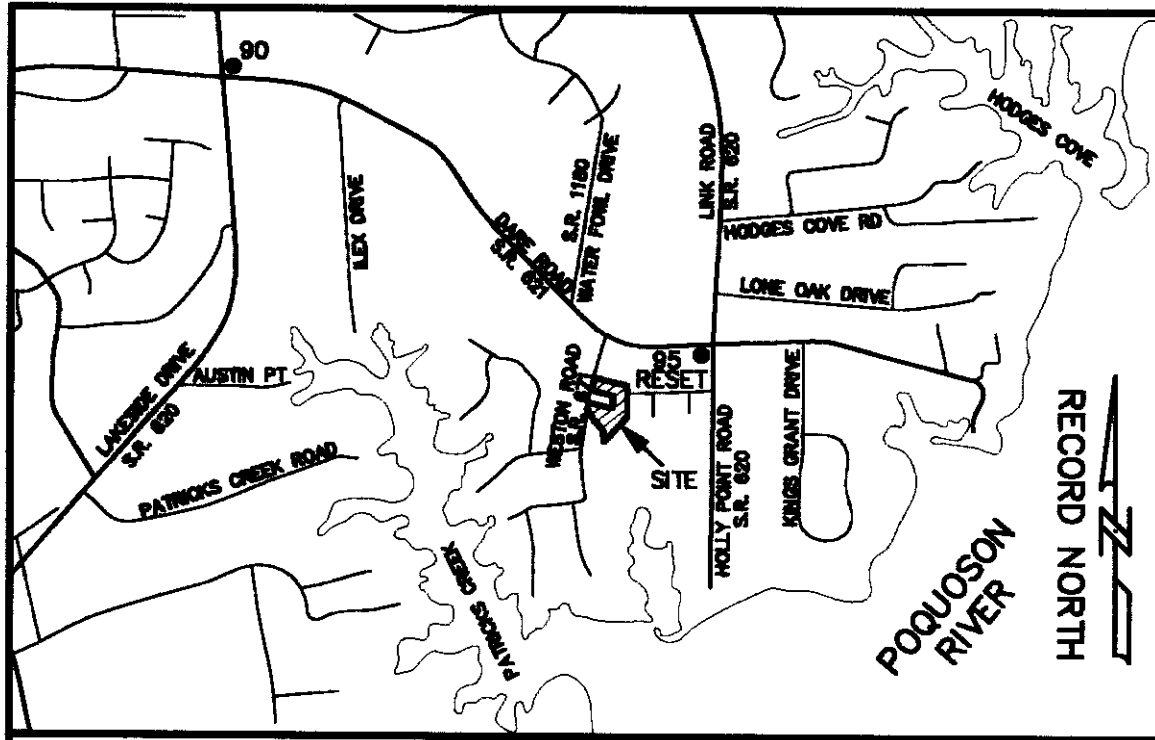 90
HODGES COVE
ILEX DRIVE
S.R. 1180
WATER FOWL DRIVE
LINK ROAD
S.R. 620
DARE ROAD
S.R. 621
HODGES COVE RD
LONE OAK DRIVE
LAKESIDE DRIVE
S.R. 620
AUSTIN PT
WESTON ROAD
RESET
SITE
KINGS GRANT DRIVE
HOLLY POINT ROAD
S.R. 620
PATRICKS CREEK ROAD
PATRICKS CREEK
POQUOSON
RIVER
RECORD NORTH
N